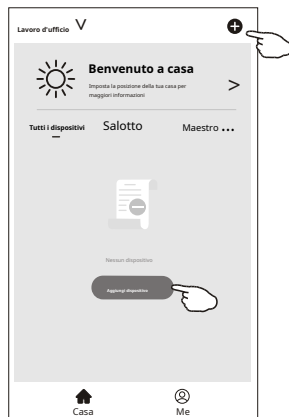 Lavoro d'ufficio
Benvenuto a casa
Imposta la posizione della tua casa per
maggiori informazioni
Tutti i dispositivi Salotto Maestro ...
Nessun dispositivo
Aggiungi dispositivo
Casa Me